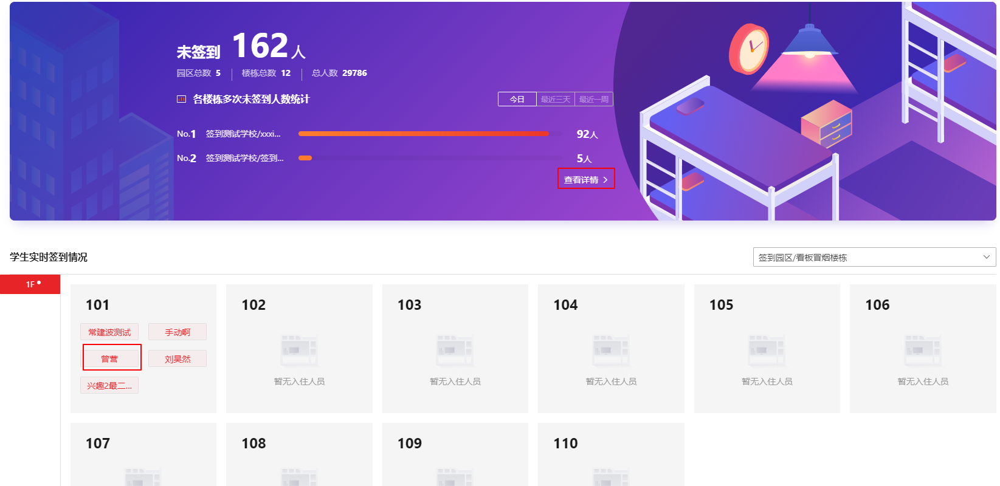 未签到 162人
园区总数 5 楼栋总数 12 总人数 29786
各楼栋多次未签到人数统计 今日 最近三天 最近一周
No.1 签到测试学校/xxxi... 92人
No.2 签到测试学校/签到... 5人
查看详情
学生实时签到情况 签到园区/看板冒烟楼栋
1F
101 102 103 104 105 106
常建波测试 手动啊
曾营 刘昊然
兴趣2最二...
暂无入住人员 暂无入住人员 暂无入住人员 暂无入住人员 暂无入住人员
107 108 109 110